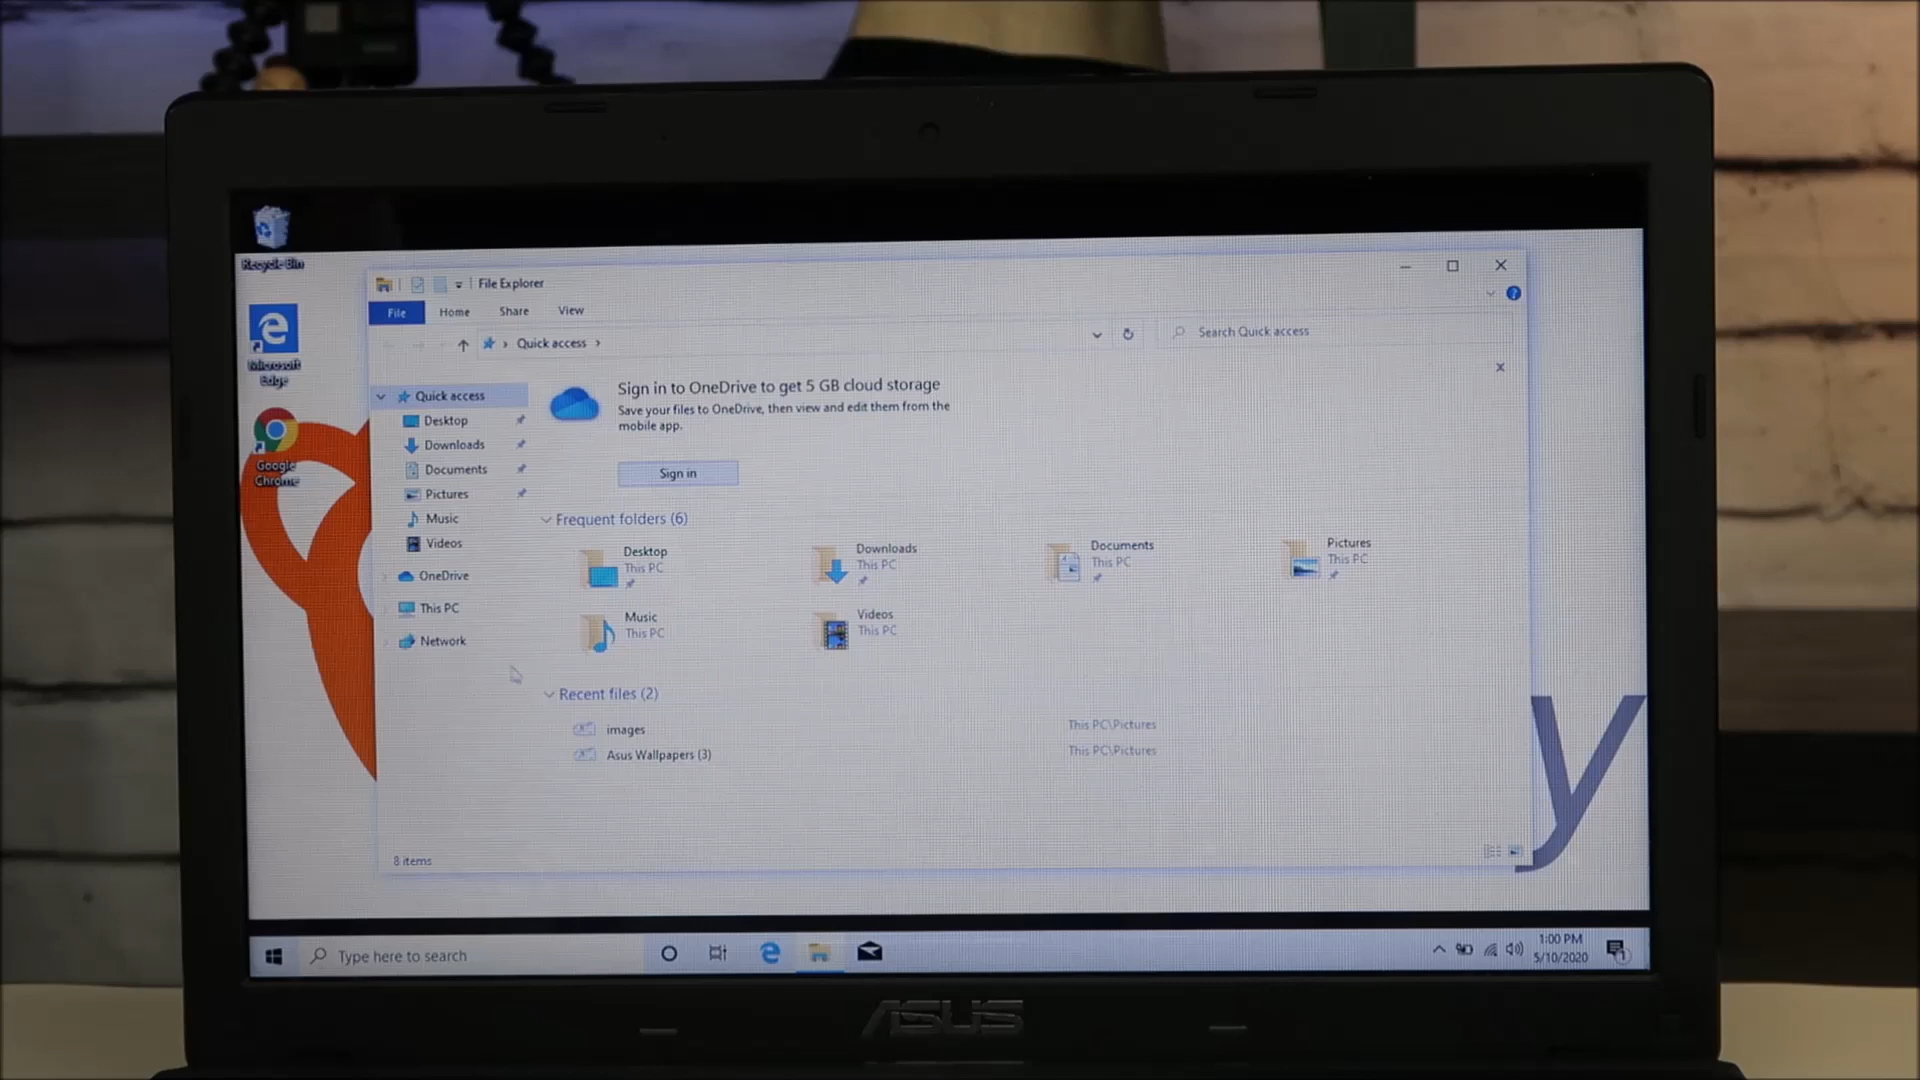 Recycle Bin
File Explorer
File Home Share View
Quick access
Search Quick access
Microsoft
Edge
Google
Chrome
Quick access
Desktop
Downloads
Documents
Pictures
Music
Videos
OneDrive
This PC
Network
Sign in to OneDrive to get 5 GB cloud storage
Save your files to OneDrive, then view and edit them from the
mobile app.
Sign in
Frequent folders (6)
Desktop
This PC
Downloads
This PC
Documents
This PC
Pictures
This PC
Music
This PC
Videos
This PC
Recent files (2)
images This PC\Pictures
Asus Wallpapers (3) This PC\Pictures
8 items
y
Type here to search
1:00 PM
5/10/2020
1
ASUS